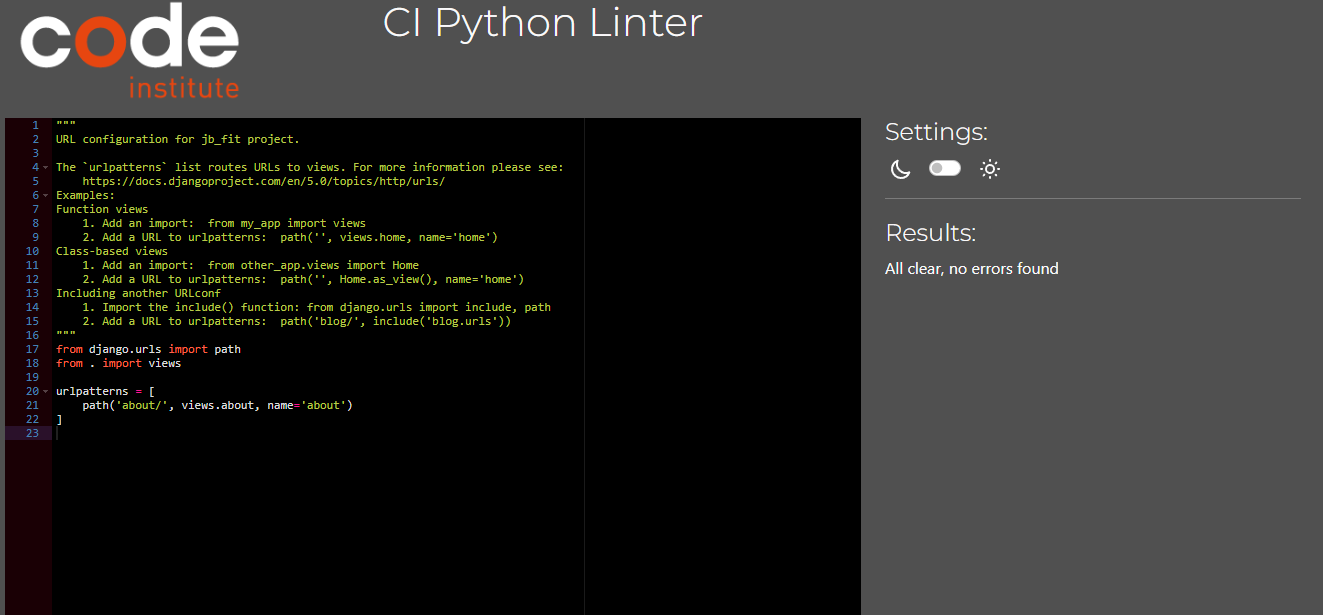 code
institute
CI Python Linter
1 """
2 URL configuration for jb_fit project.
3
4 The `urlpatterns` list routes URLs to views. For more information please see:
5     https://docs.djangoproject.com/en/5.0/topics/http/urls/
6 Examples:
7 Function views
8     1. Add an import:  from my_app import views
9     2. Add a URL to urlpatterns:  path('', views.home, name='home')
10 Class-based views
11     1. Add an import:  from other_app.views import Home
12     2. Add a URL to urlpatterns:  path('', Home.as_view(), name='home')
13 Including another URLconf
14     1. Import the include() function: from django.urls import include, path
15     2. Add a URL to urlpatterns:  path('blog/', include('blog.urls'))
16 """
17 from django.urls import path
18 from . import views
19
20 urlpatterns = [
21     path('about/', views.about, name='about')
22 ]
23
Settings:
Results:
All clear, no errors found